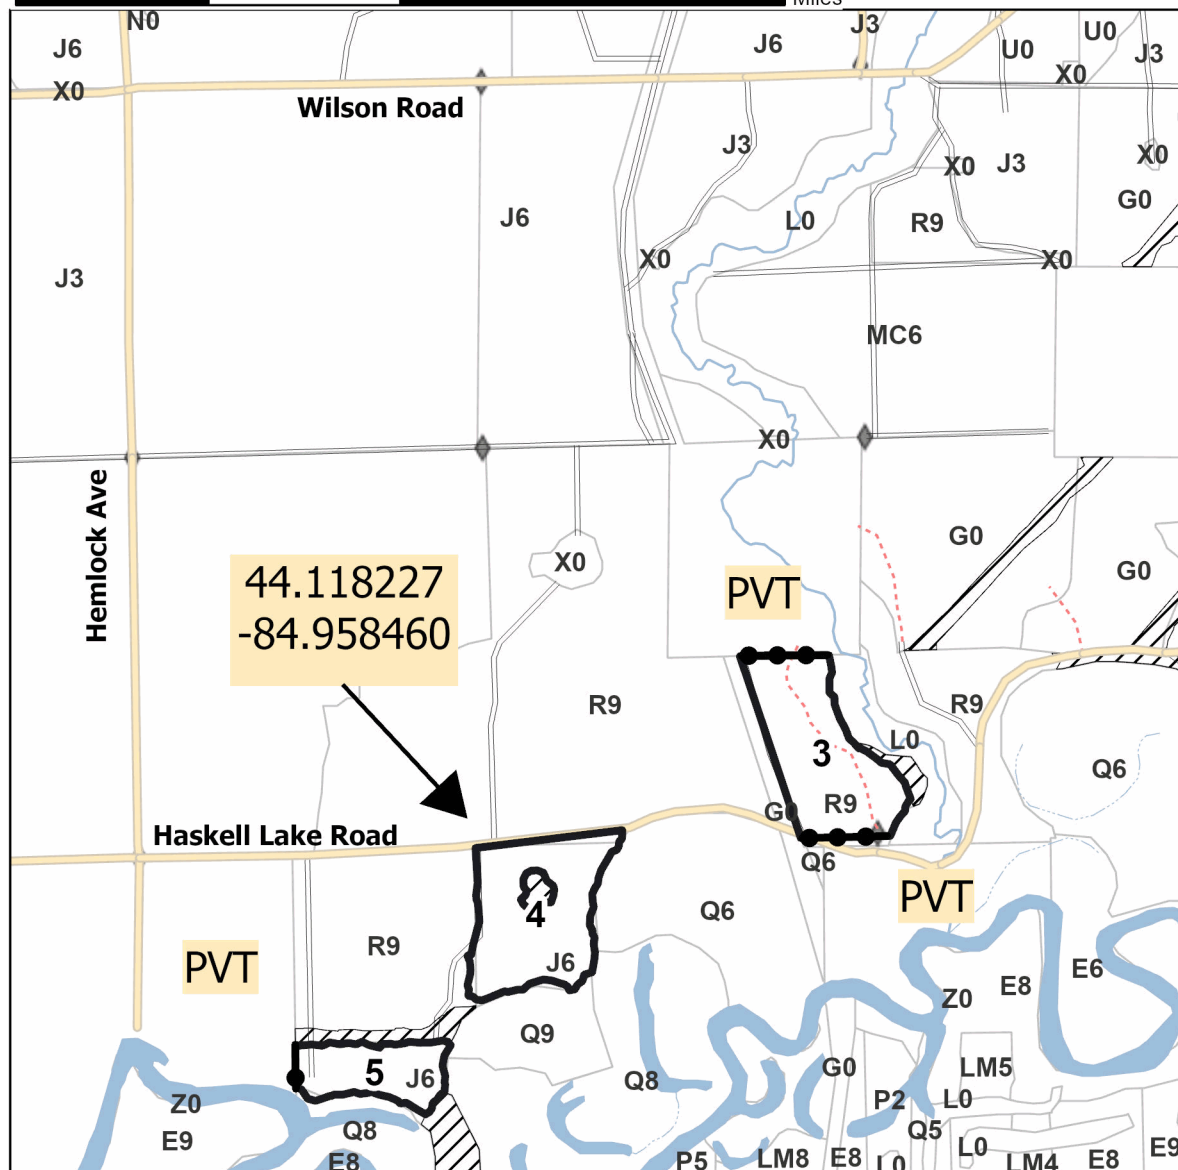 Miles
N0
J3
J6
J6
U0
U0
J3
X0
X0
Wilson Road
J3
X0
J3
X0
G0
J6
L0
R9
X0
X0
J3
MC6
X0
Hemlock Ave
G0
X0
G0
44.118227
-84.958460
PVT
R9
R9
3
L0
Q6
R9
G0
Haskell Lake Road
Q6
PVT
4
Q6
R9
PVT
J6
E6
E8
Z0
Q9
5
J6
Q8
G0
LM5
Z0
P2
L0
E9
Q8
Q5
L0
E9
E8
P5
LM8
E8
L0
LM4
E8